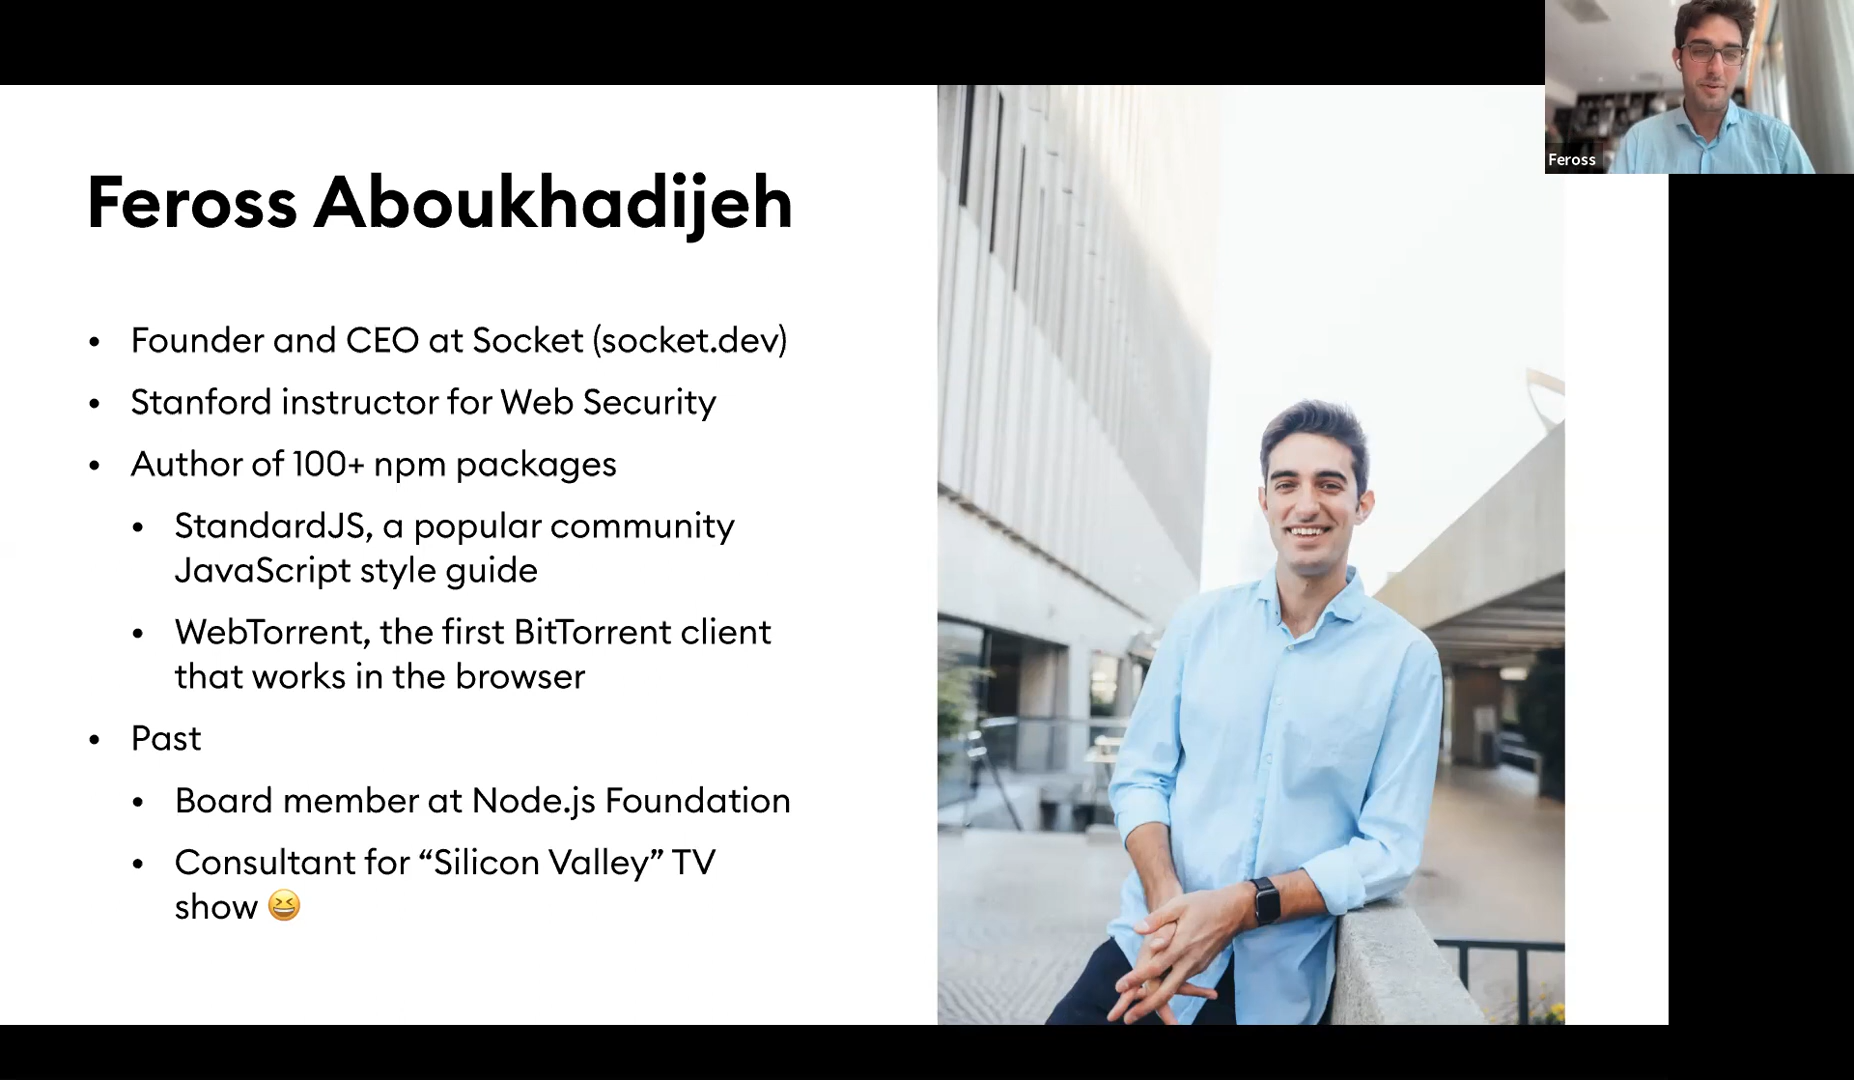 Feross Aboukhadijeh
• Founder and CEO at Socket (socket.dev)
• Stanford instructor for Web Security
• Author of 100+ npm packages
• StandardJS, a popular community
JavaScript style guide
• WebTorrent, the first BitTorrent client
that works in the browser
• Past
• Board member at Node.js Foundation
• Consultant for “Silicon Valley” TV
show 😆
Feross